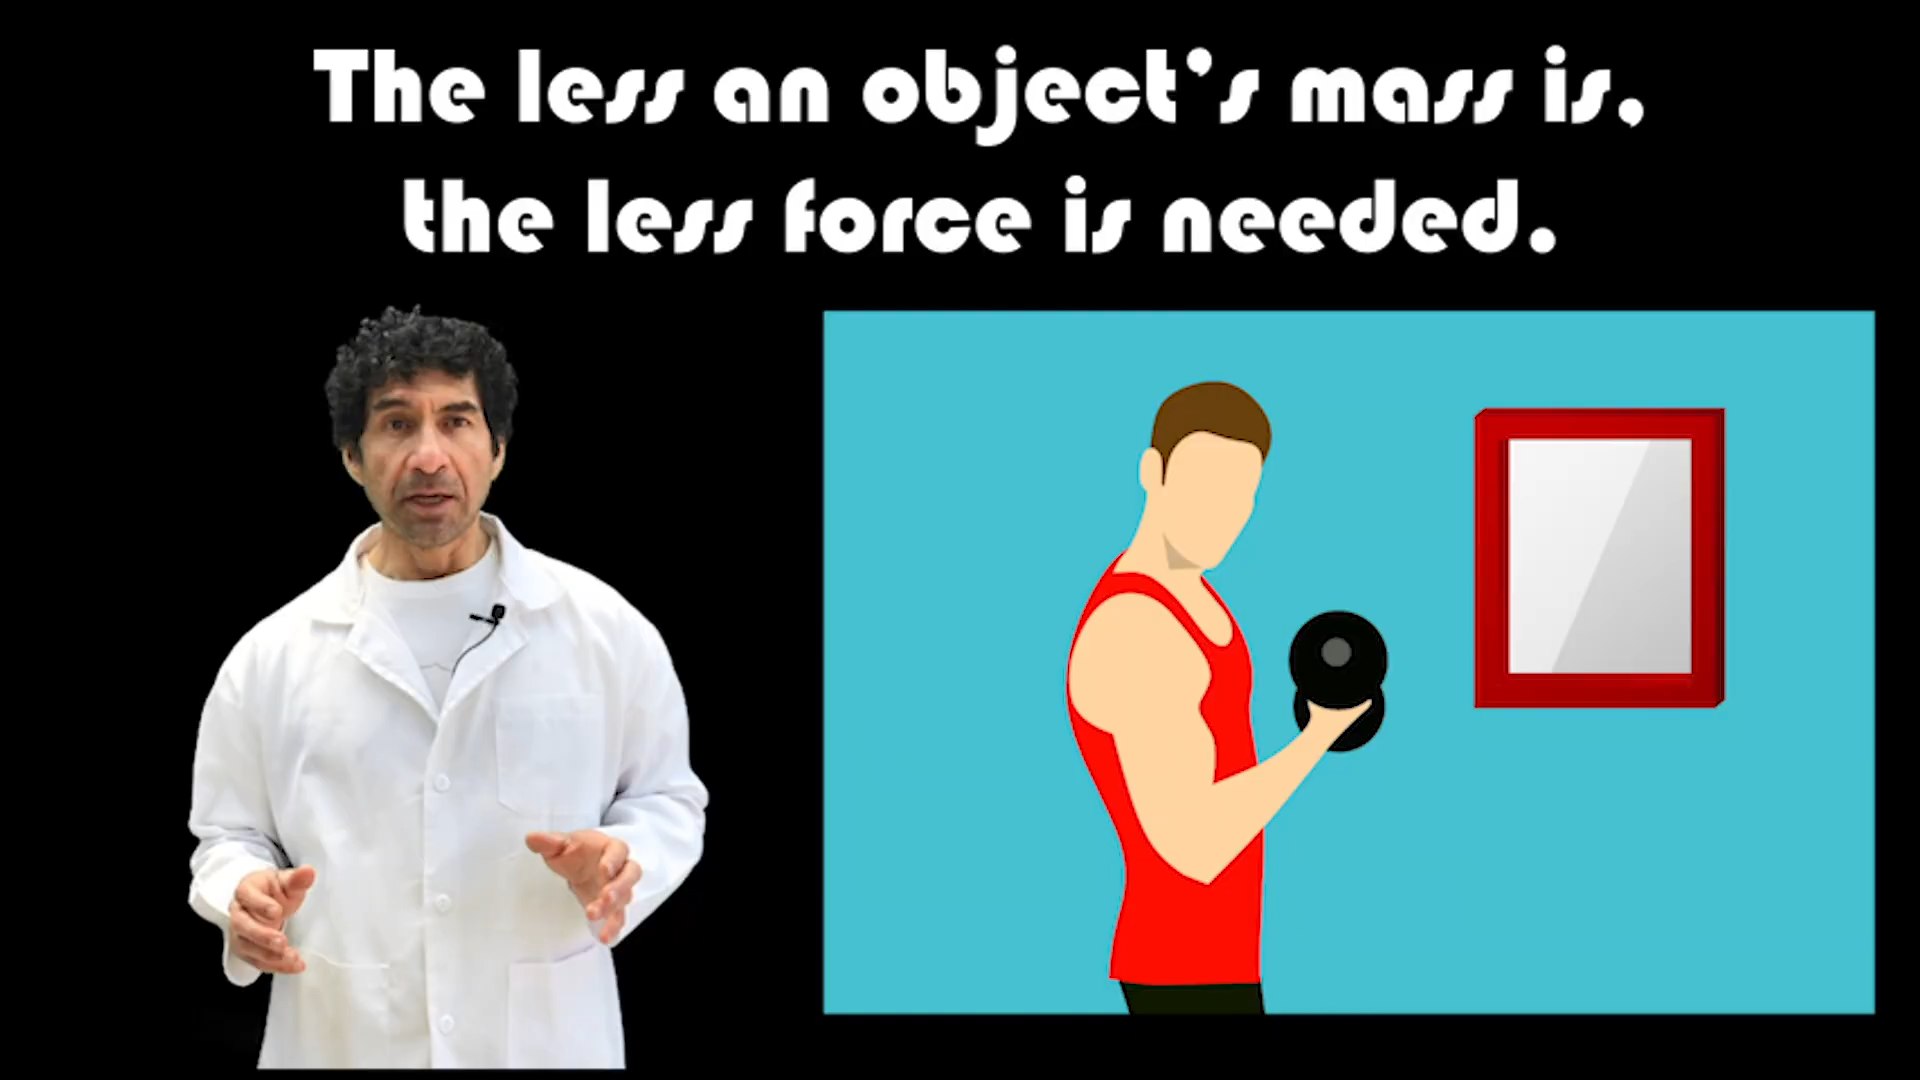 The less an object's mass is,
the less force is needed.